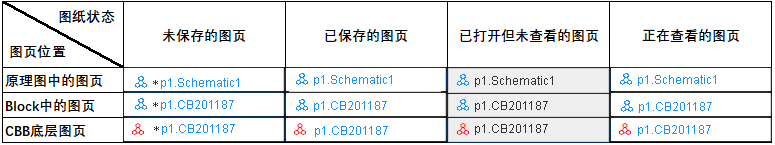 图纸状态
图页位置
未保存的图页 已保存的图页 已打开但未查看的图页 正在查看的图页
原理图中的图页 *p1.Schematic1 p1.Schematic1 p1.Schematic1 p1.Schematic1
Block中的图页 *p1.CB201187 p1.CB201187 p1.CB201187 p1.CB201187
CBB底层图页 *p1.CB201187 p1.CB201187 p1.CB201187 p1.CB201187